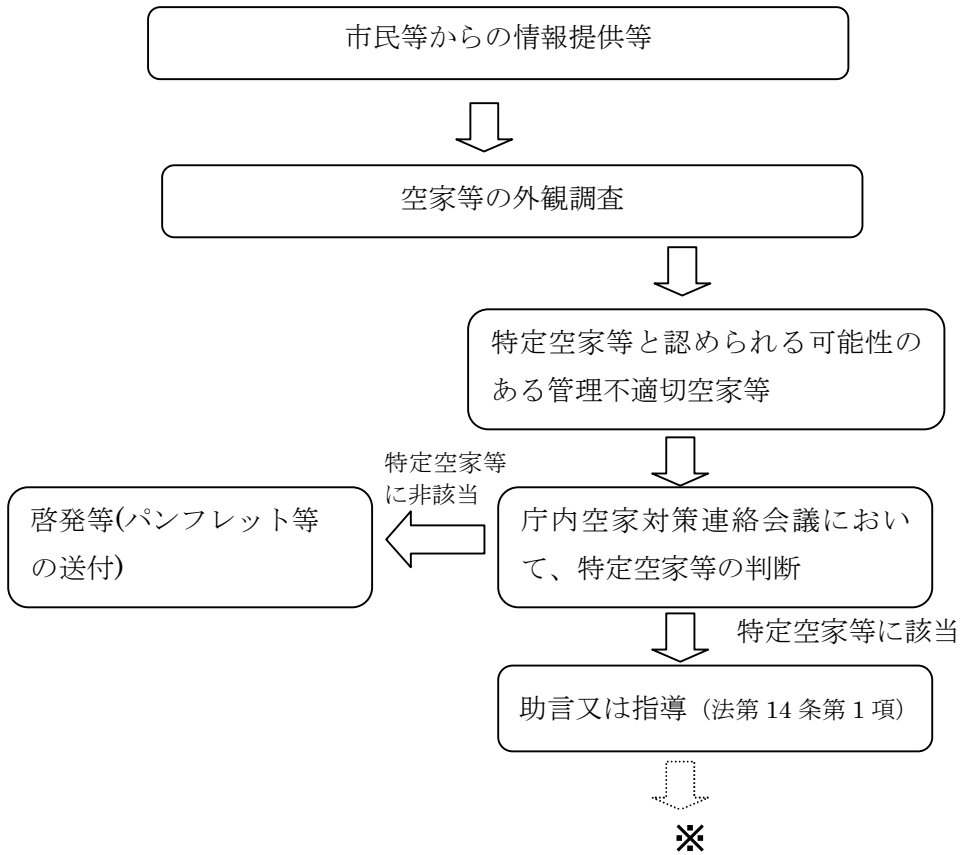 市民等からの情報提供等
空家等の外観調査
特定空家等と認められる可能性の
ある管理不適切空家等
特定空家等
に非該当
啓発等(パンフレット等
の送付)
庁内空家対策連絡会議におい
て、特定空家等の判断
特定空家等に該当
助言又は指導（法第 14 条第 1 項）
※